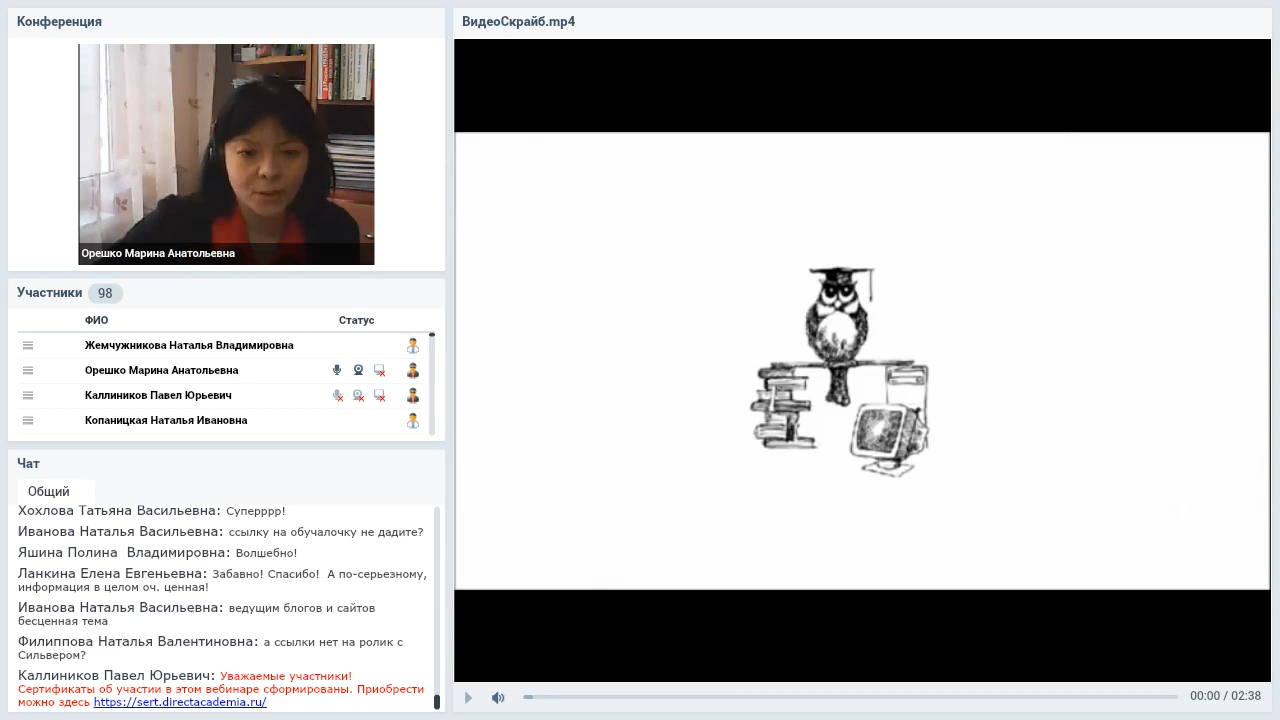 Конференция
Орешко Марина Анатольевна
Участники 98
ФИО Статус
Жемчужникова Наталья Владимировна
Орешко Марина Анатольевна
Каллиников Павел Юрьевич
Копаницкая Наталья Ивановна
Чат
Общий
Хохлова Татьяна Васильевна: Суперррр!
Иванова Наталья Васильевна: ссылку на обучалочку не дадите?
Яшина Полина Владимировна: Волшебно!
Ланкина Елена Евгеньевна: Забавно! Спасибо! А по-серьезному,
информация в целом оч. ценная!
Иванова Наталья Васильевна: ведущим блогов и сайтов
бесценная тема
Филиппова Наталья Валентиновна: а ссылки нет на ролик с
Сильвером?
Каллиников Павел Юрьевич: Уважаемые участники!
Сертификаты об участии в этом вебинаре сформированы. Приобрести
можно здесь https://sert.directacademia.ru/
ВидеоСкрайб.mp4
00:00 / 02:38